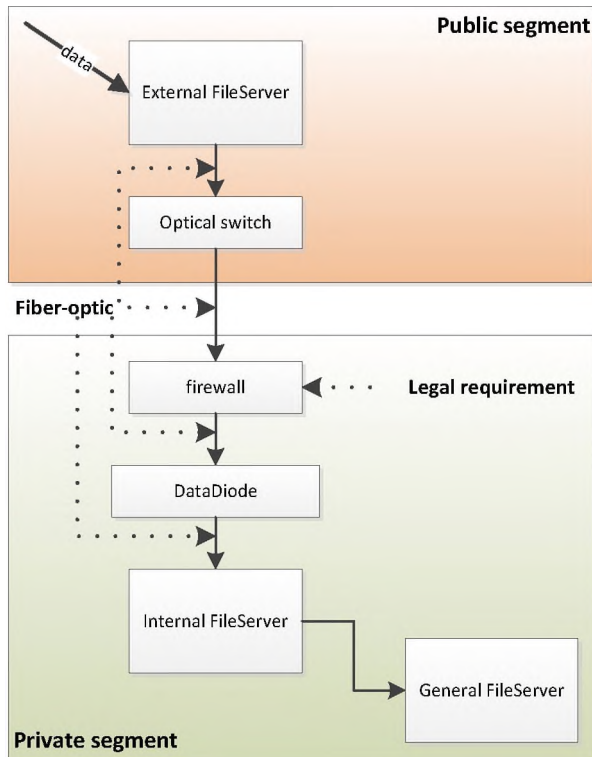 Public segment
data
External FileServer
Optical switch
Fiber-optic
firewall
Legal requirement
DataDiode
Internal FileServer
General FileServer
Private segment